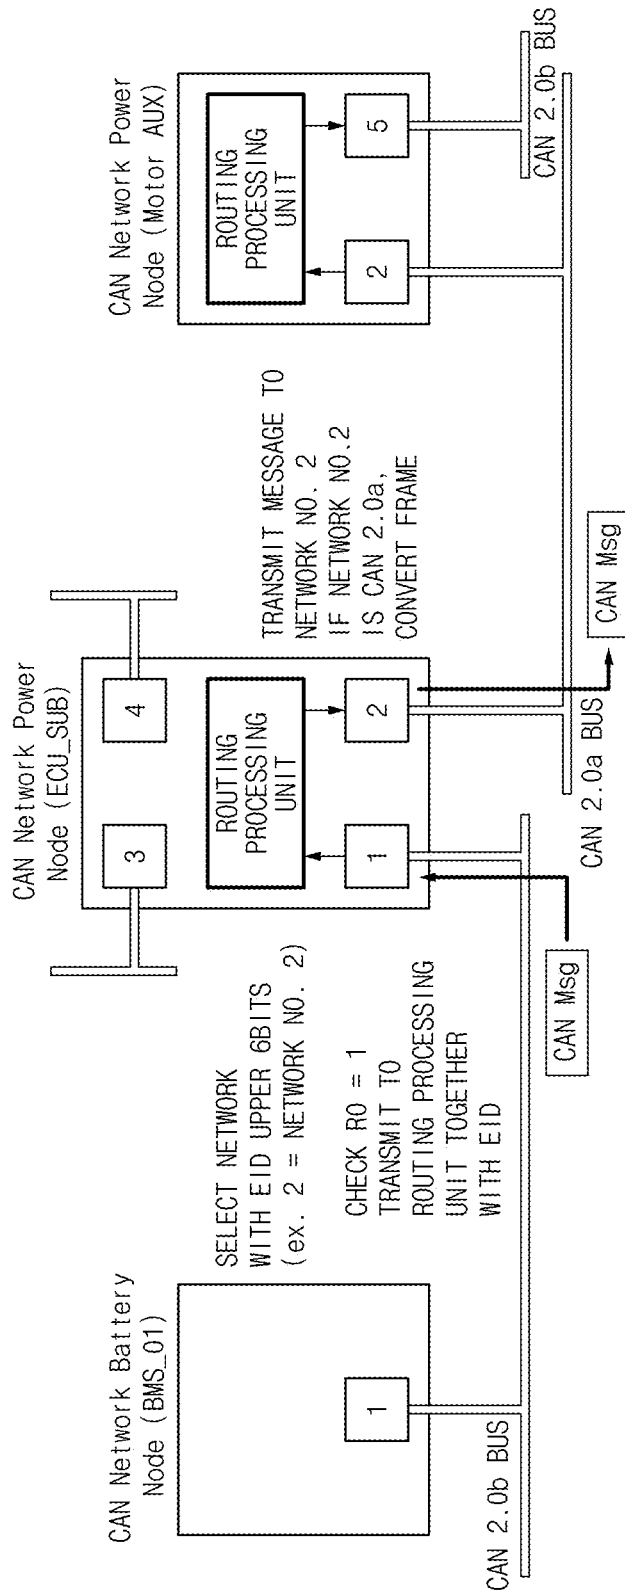 CAN Network Battery
Node (BMS_01)
1
CAN 2.0b BUS
SELECT NETWORK
WITH EID UPPER 6BITS
(ex. 2 = NETWORK NO. 2)
CHECK RO = 1
TRANSMIT TO
ROUTING PROCESSING
UNIT TOGETHER
WITH EID
CAN Msg
CAN Network Power
Node (ECU_SUB)
3
4
ROUTING
PROCESSING
UNIT
1
2
CAN 2.0a BUS
CAN Msg
TRANSMIT MESSAGE TO
NETWORK NO. 2
IF NETWORK NO.2
IS CAN 2.0a,
CONVERT FRAME
CAN Network Power
Node (Motor AUX)
ROUTING
PROCESSING
UNIT
2
5
CAN 2.0b BUS